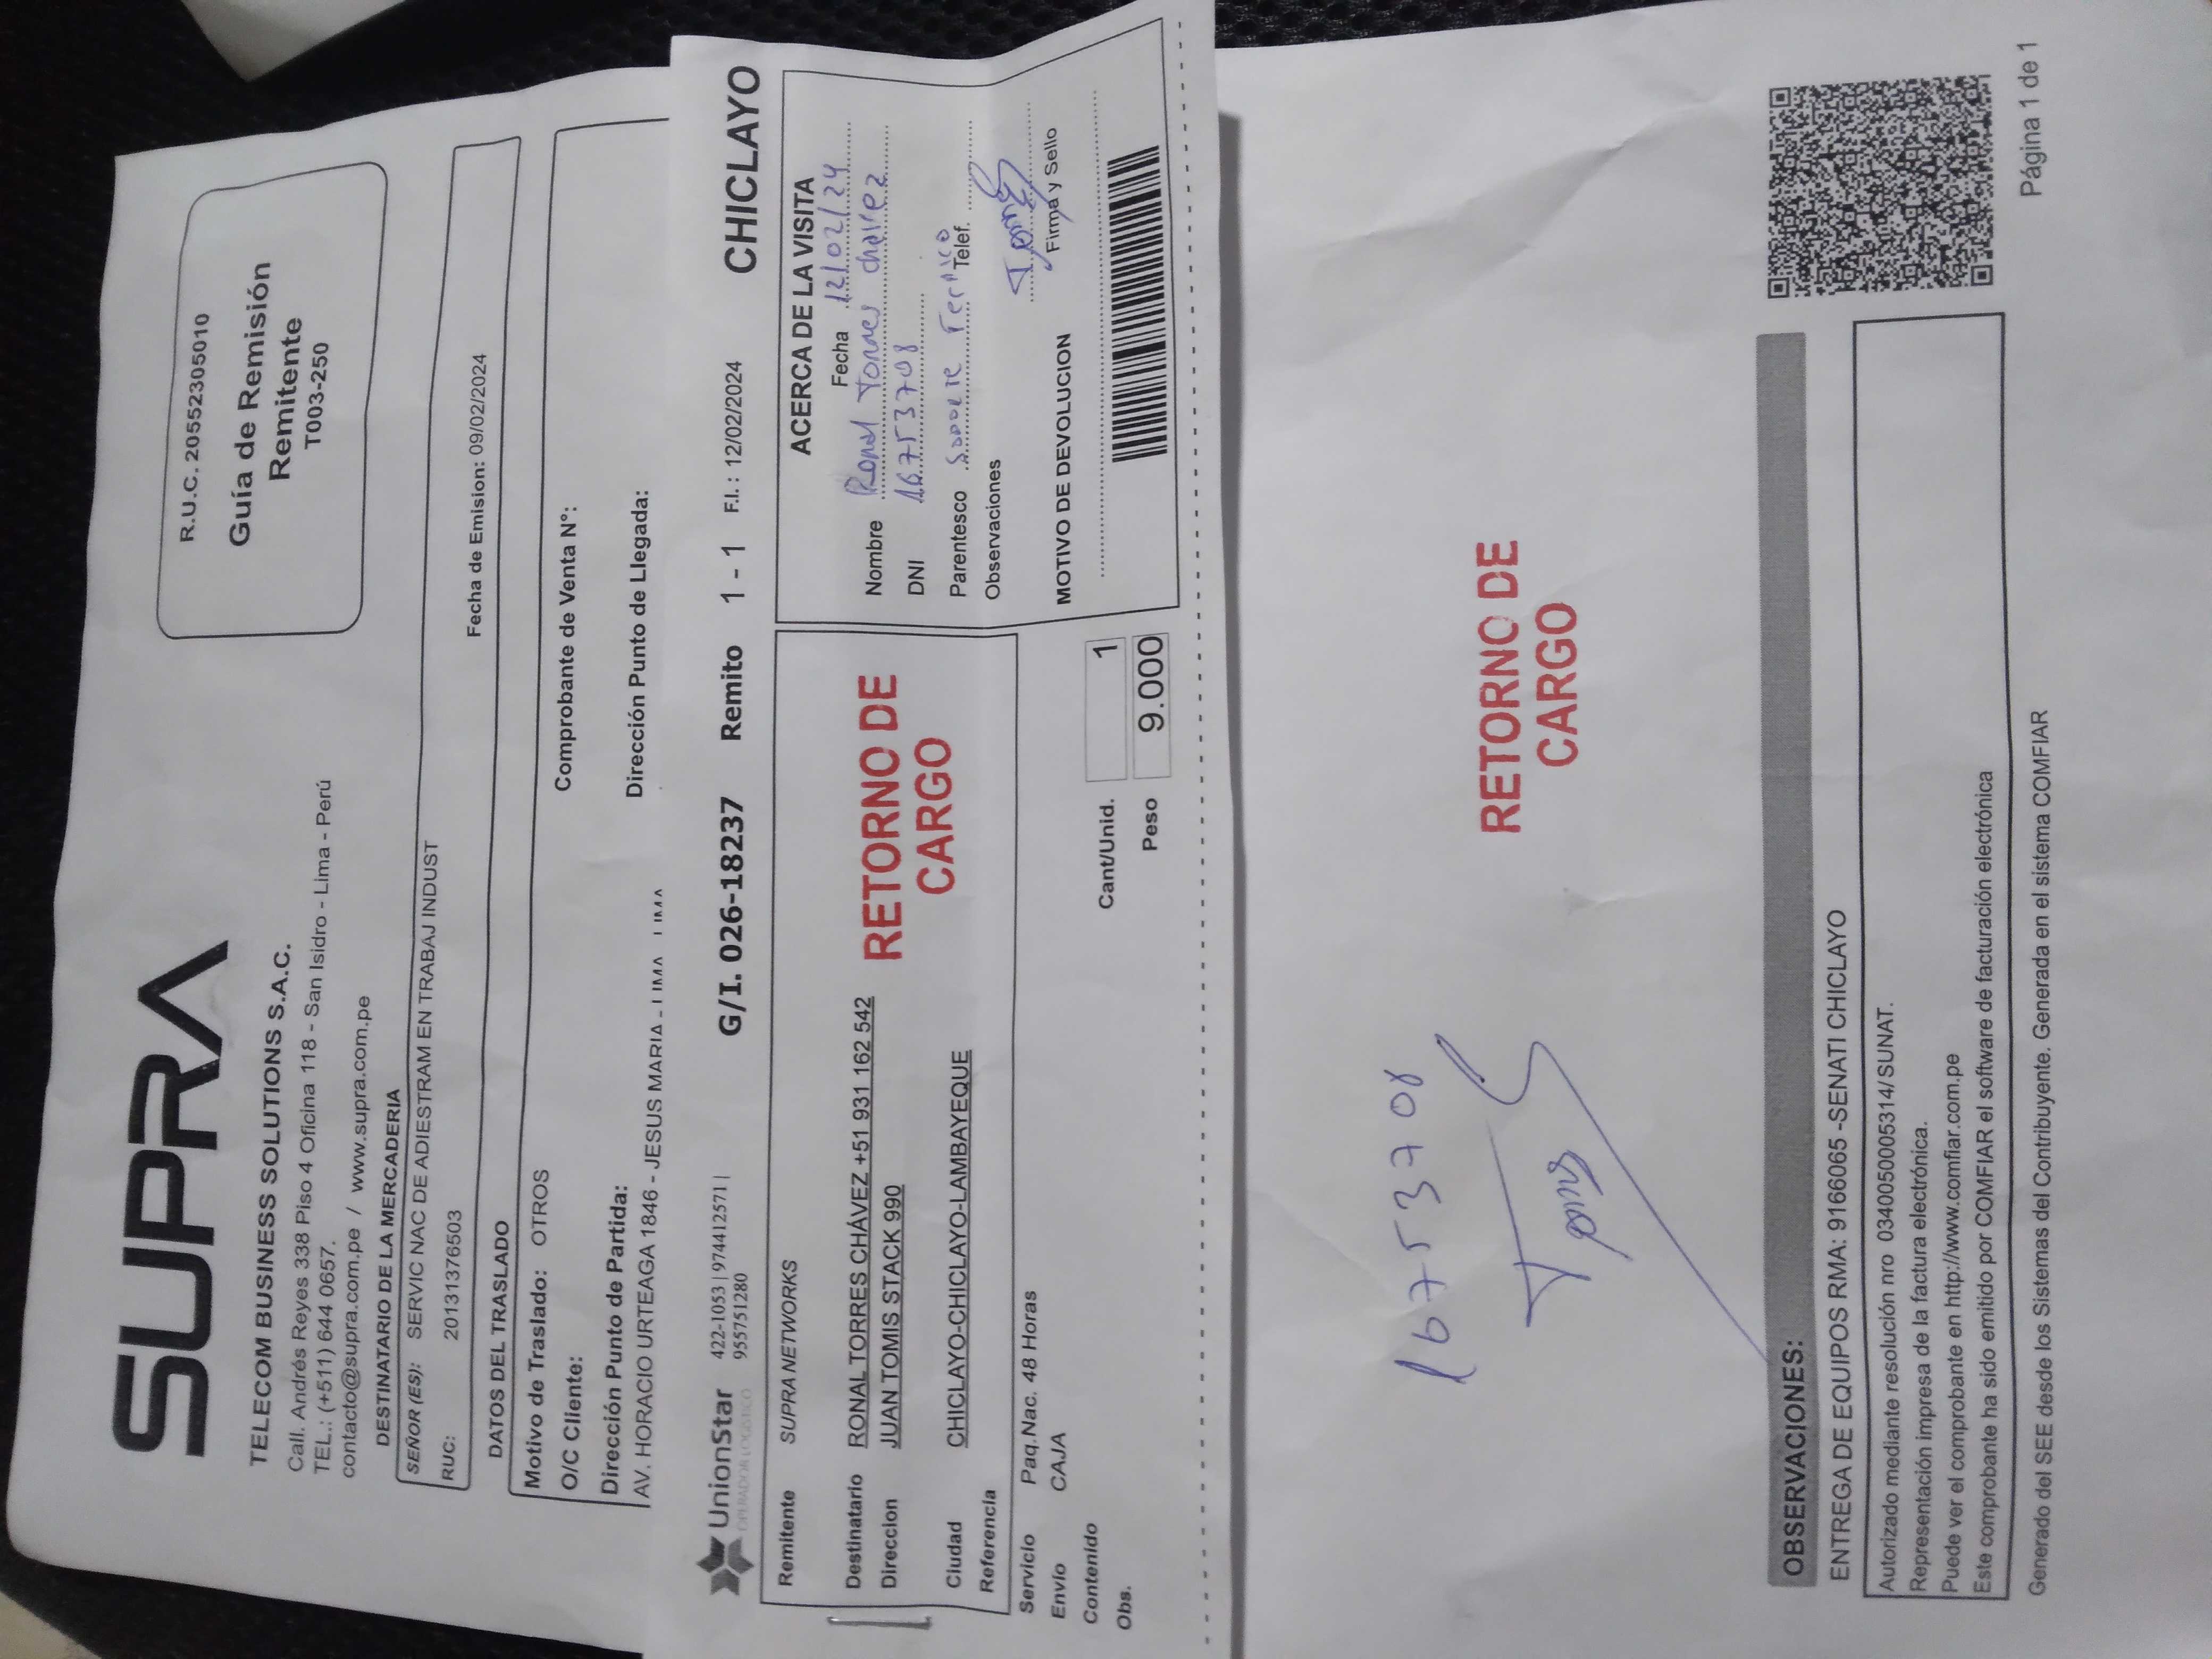 SUPRA
TELECOM BUSINESS SOLUTIONS S.A.C.
Call. Andrés Reyes 338 Piso 4 Oficina 118 - San Isidro - Lima - Perú
TEL.: (+511) 644 0657.
contacto@supra.com.pe / www.supra.com.pe
R.U.C. 20552305010
Guía de Remisión
Remitente
T003-250
DESTINATARIO DE LA MERCADERIA
SEÑOR (ES): SERVIC NAC DE ADIESTRAM EN TRABAJ INDUST
RUC: 20131376503
Fecha de Emision: 09/02/2024
DATOS DEL TRASLADO
Motivo de Traslado: OTROS
O/C Cliente:
Comprobante de Venta N°:
Dirección Punto de Partida:
Dirección Punto de Llegada:
AV. HORACIO URTEAGA 1846 - JESUS MARIA - LIMA LIMA
UnionStar
OPERADOR LOGISTICO
422-1053 | 974412571 |
955751280
G/I. 026-18237 Remito 1 - 1 F.I. : 12/02/2024 CHICLAYO
Remitente SUPRA NETWORKS
Destinatario RONAL TORRES CHÁVEZ +51 931 162 542
Direccion JUAN TOMIS STACK 990
Ciudad CHICLAYO-CHICLAYO-LAMBAYEQUE
Referencia
RETORNO DE
CARGO
Servicio Paq.Nac. 48 Horas
Envio CAJA
Contenido
Obs.
Cant/Unid. 1
Peso 9.000
ACERCA DE LA VISITA
Fecha 12/02/24
Nombre Ronal Torres chavez
DNI 16753708
Parentesco Soporte Tecnico Telef.
Observaciones
Firma y Sello
MOTIVO DE DEVOLUCION
16753708
RETORNO DE
CARGO
OBSERVACIONES:
ENTREGA DE EQUIPOS RMA: 9166065 -SENATI CHICLAYO
Autorizado mediante resolución nro 0340050005314/SUNAT.
Representación impresa de la factura electrónica.
Puede ver el comprobante en http://www.comfiar.com.pe
Este comprobante ha sido emitido por COMFIAR el software de facturación electrónica
Generado del SEE desde los Sistemas del Contribuyente. Generada en el sistema COMFIAR
Página 1 de 1